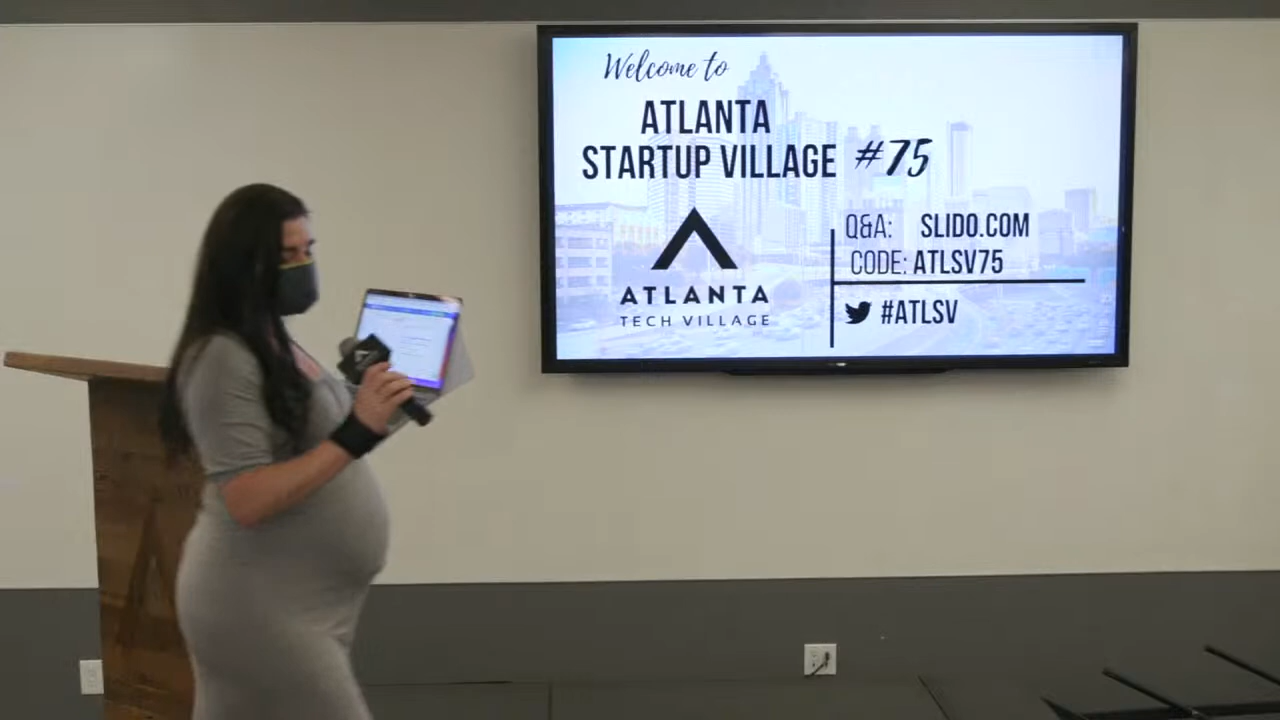 Welcome to
ATLANTA
STARTUP VILLAGE #75
ATLANTA
TECH VILLAGE
Q&A: SLIDO.COM
CODE: ATLSV75
#ATLSV